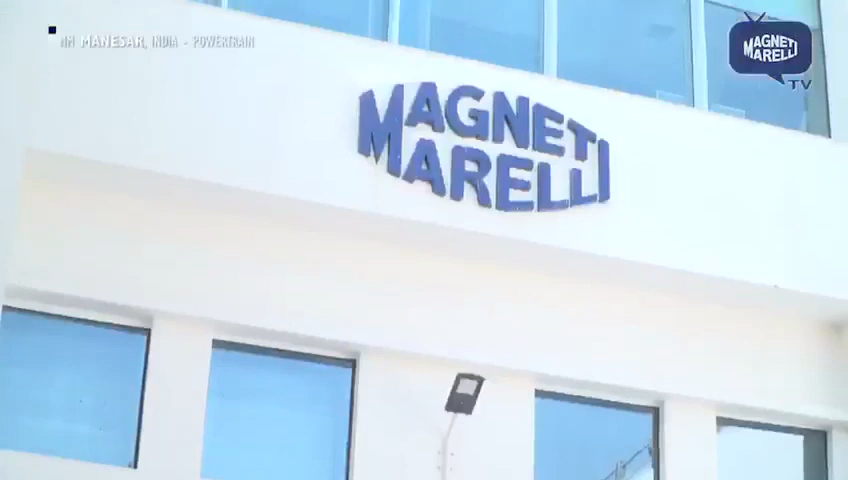 MM MANESAR, INDIA - POWERTRAIN
MAGNETI
MARELLI
TV
MAGNETI
MARELLI